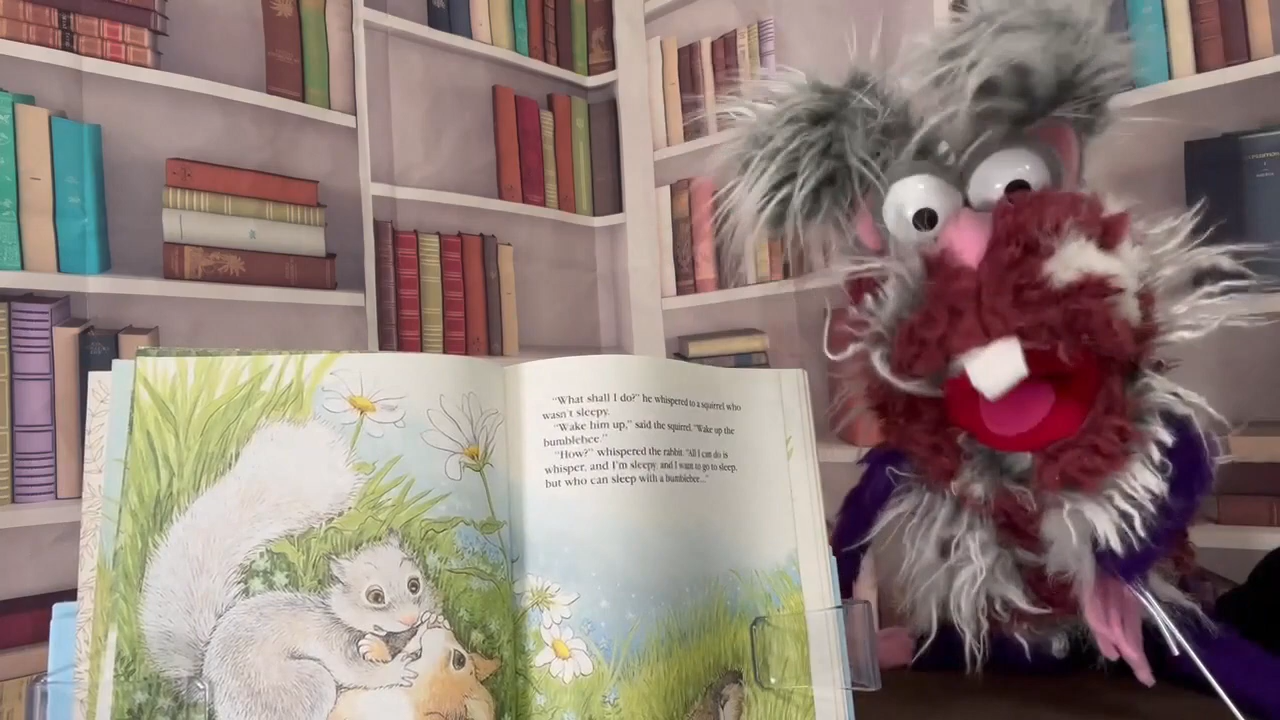 "What shall I do?" he whispered to a squirrel who
wasn't sleepy.
"Wake him up," said the squirrel. "Wake up the
bumblebee."
"How?" whispered the rabbit. "All I can do is
whisper, and I'm sleepy, and I want to go to sleep,
but who can sleep with a bumblebee..."